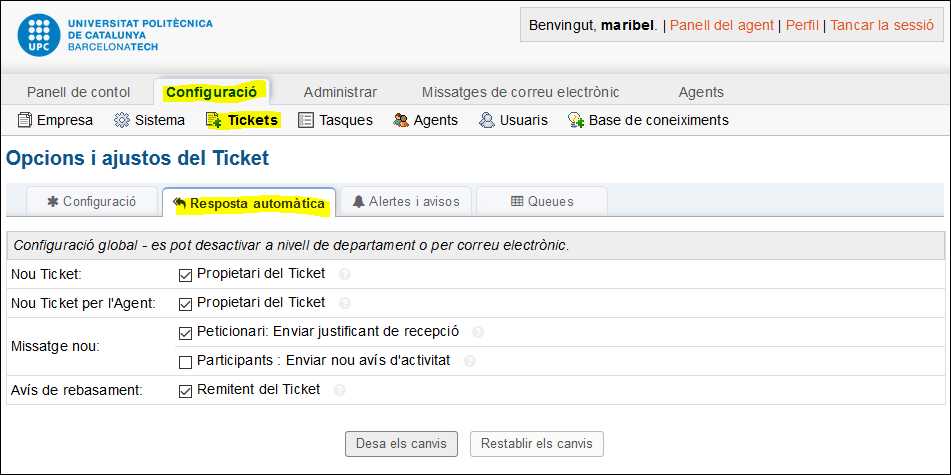 UNIVERSITAT POLITÈCNICA
DE CATALUNYA
BARCELONATECH
UPC
Benvingut, maribel. | Panell del agent | Perfil | Tancar la sessió
Panell de contol Configuració Administrar Missatges de correu electrònic Agents
Empresa Sistema Tickets Tasques Agents Usuaris Base de coneiximents
Opcions i ajustos del Ticket
Configuració Resposta automàtica Alertes i avisos Queues
Configuració global - es pot desactivar a nivell de departament o per correu electrònic.
Nou Ticket: Propietari del Ticket ?
Nou Ticket per l'Agent: Propietari del Ticket ?
Missatge nou: Peticionari: Enviar justificant de recepció ?
Participants : Enviar nou avís d'activitat ?
Avís de rebasament: Remitent del Ticket ?
Desa els canvis Restablir els canvis